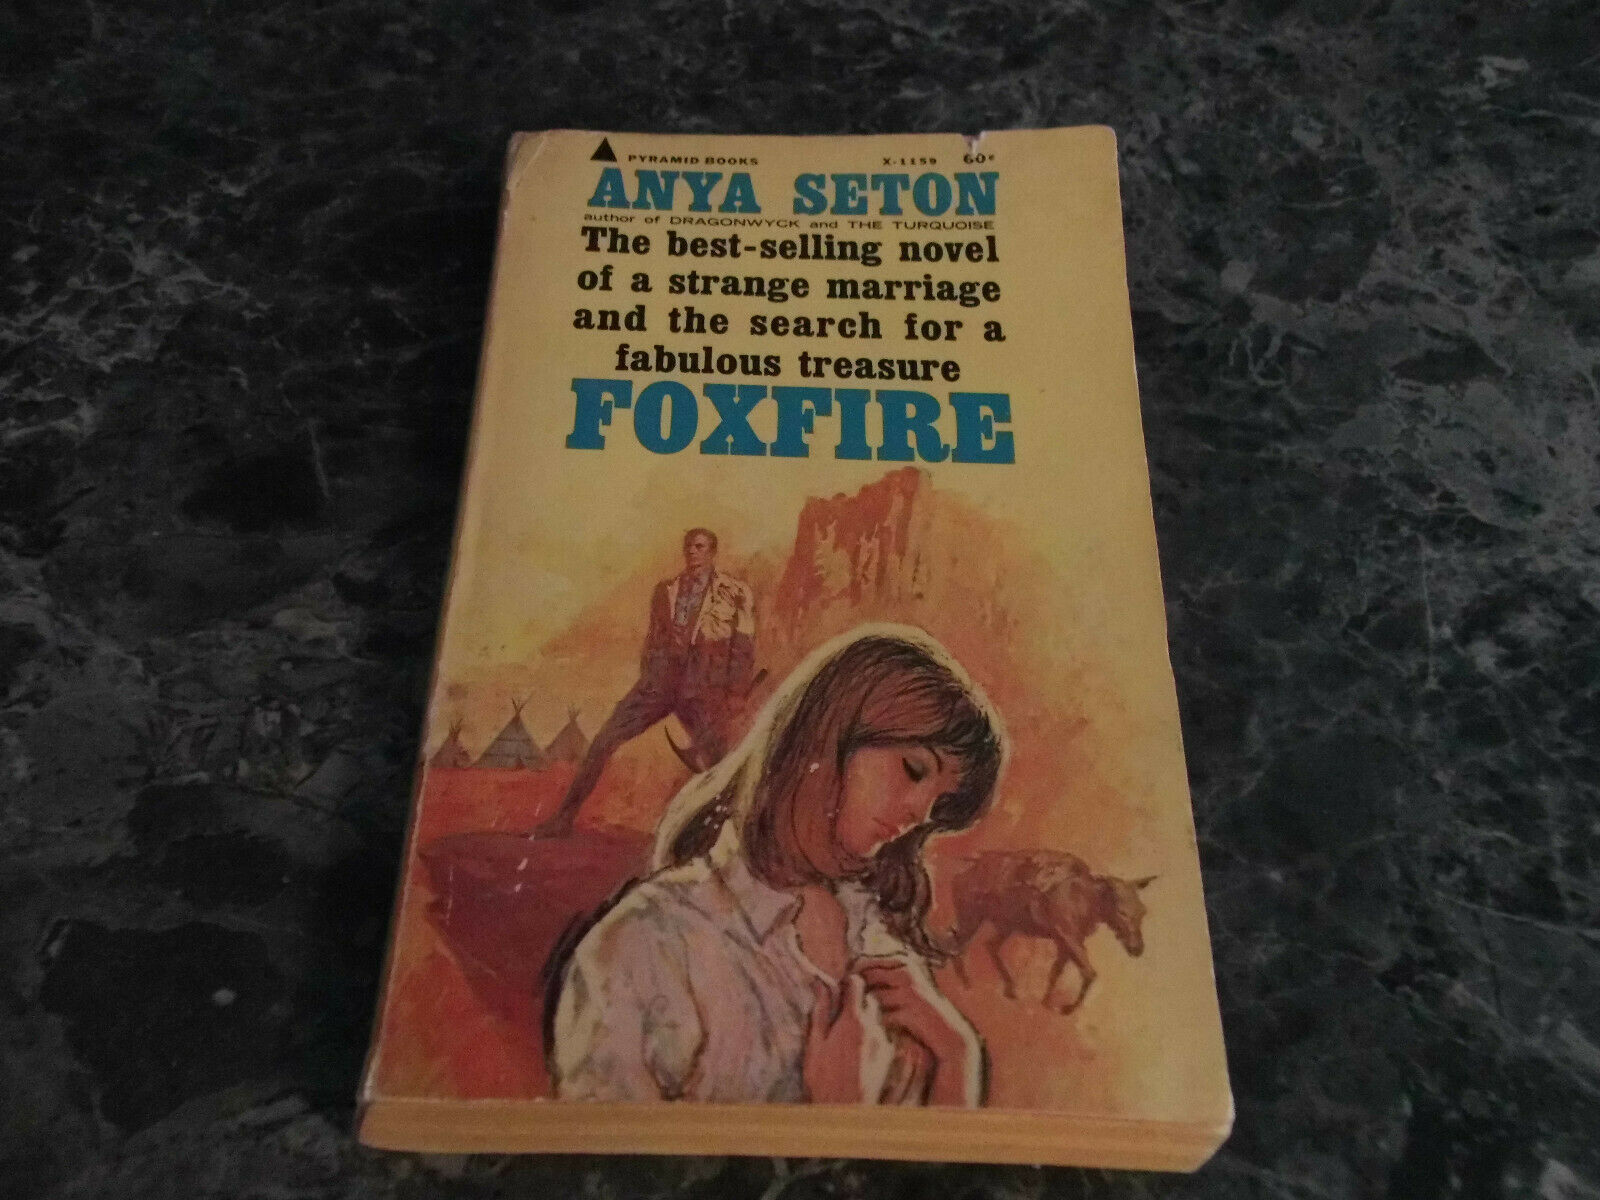 PYRAMID BOOKS X-1159 60¢
ANYA SETON
author of DRAGONWYCK and THE TURQUOISE
The best-selling novel
of a strange marriage
and the search for a
fabulous treasure
FOXFIRE